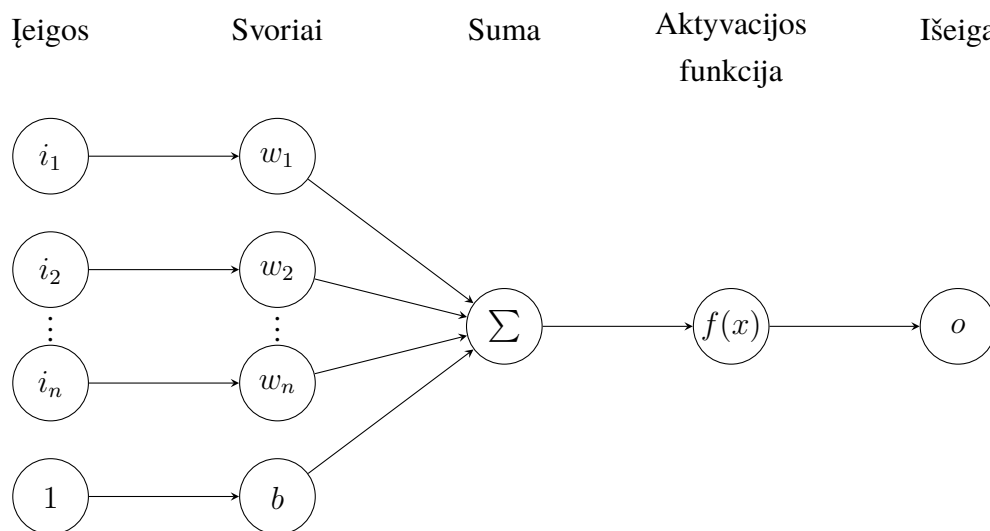 Įeigos Svoriai Suma Aktyvacijos funkcija Išeiga
i₁ w₁
i₂ w₂
⋮ ⋮
∑ f(x) o
iₙ wₙ
1 b